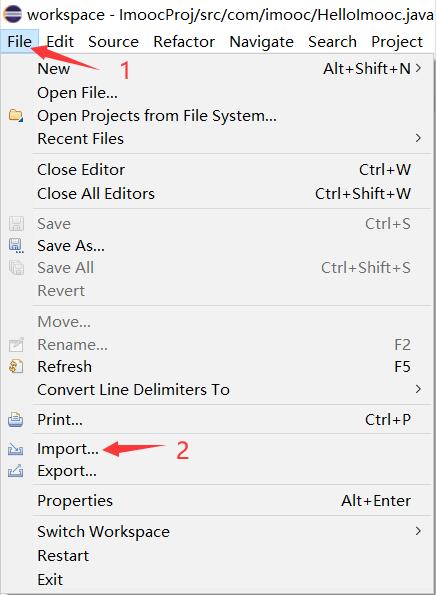 workspace - ImoocProj/src/com/imooc/HelloImooc.java
File Edit Source Refactor Navigate Search Project
1
New Alt+Shift+N >
Open File...
Open Projects from File System...
Recent Files >
Close Editor Ctrl+W
Close All Editors Ctrl+Shift+W
Save Ctrl+S
Save As...
Save All Ctrl+Shift+S
Revert
Move...
Rename... F2
Refresh F5
Convert Line Delimiters To >
Print... Ctrl+P
Import... 2
Export...
Properties Alt+Enter
Switch Workspace >
Restart
Exit